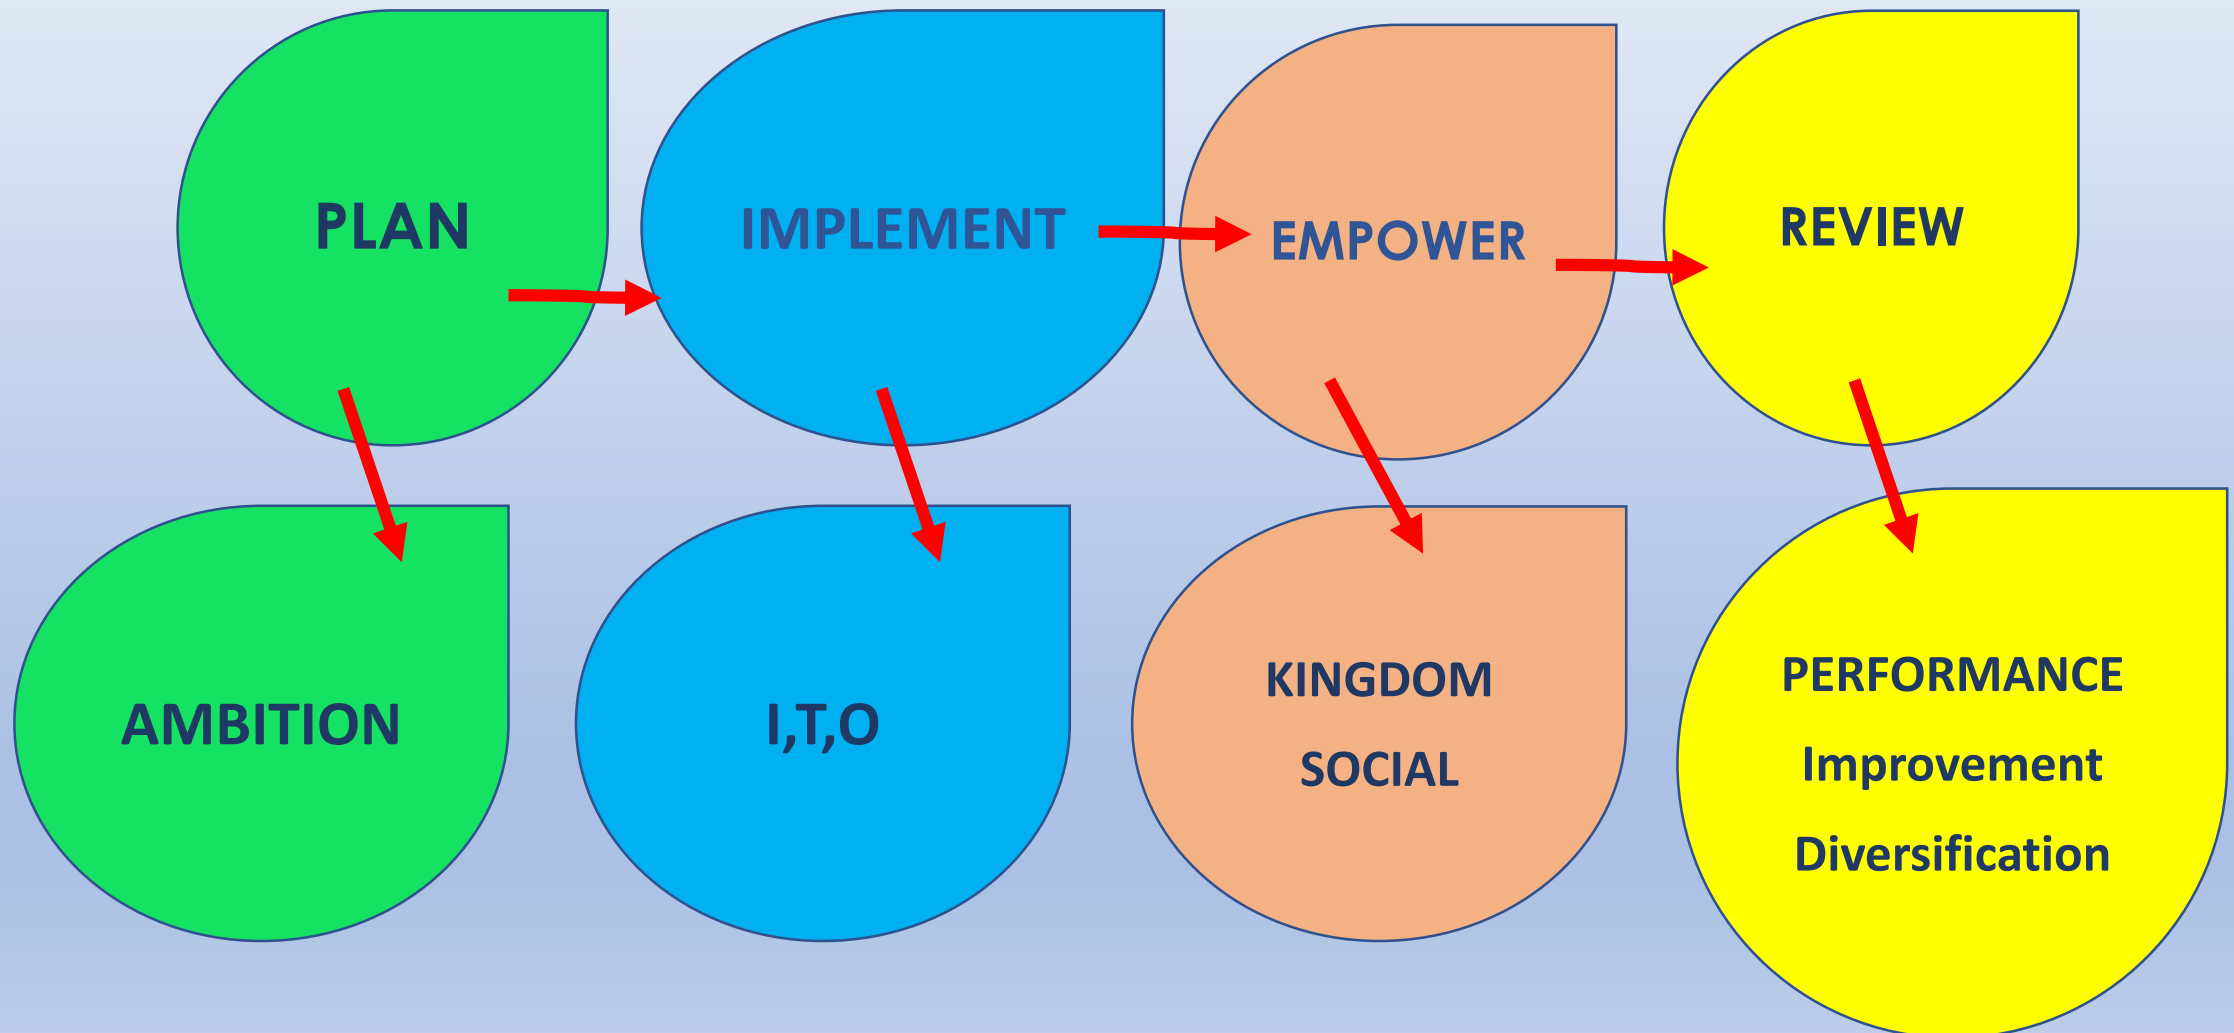 PLAN
IMPLEMENT
EMPOWER
REVIEW
AMBITION
I,T,O
KINGDOM
SOCIAL
PERFORMANCE
Improvement
Diversification